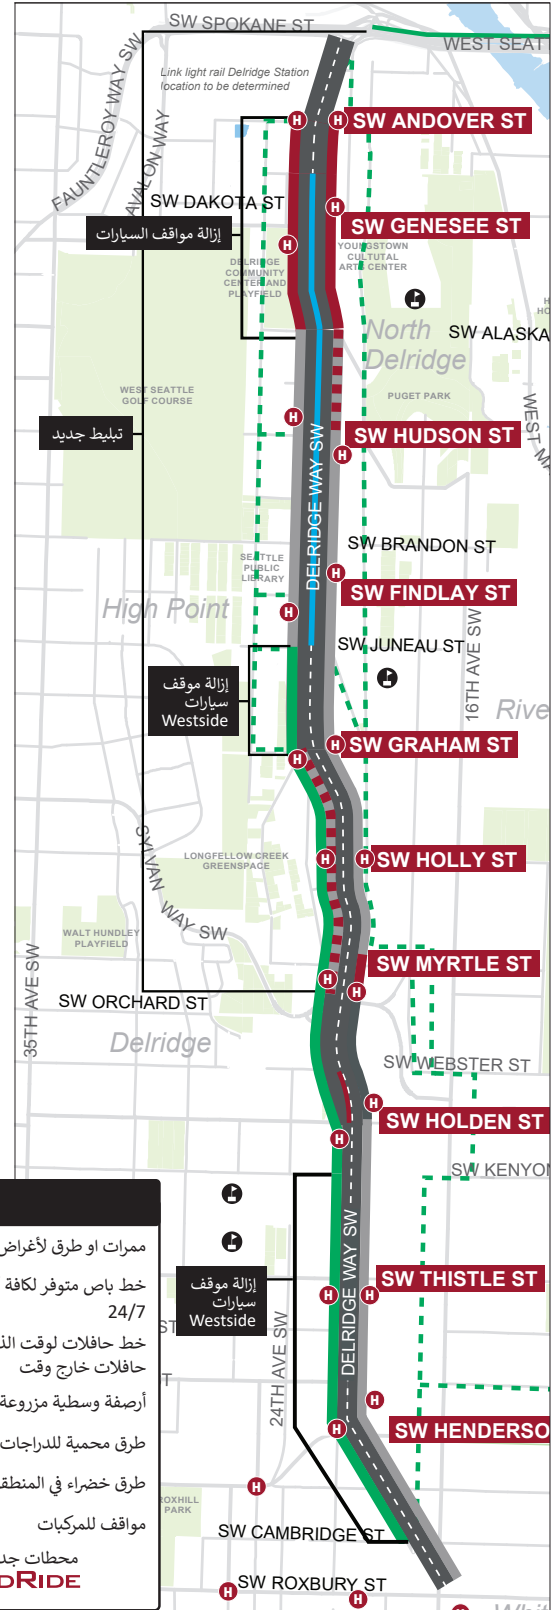 SW SPOKANE ST
WEST SEAT
Link light rail Delridge Station
location to be determined
FAUNTLEROY WAY SW
AVALON WAY
SW ANDOVER ST
SW DAKOTA ST
SW GENESEE ST
إزالة مواقف السيارات
YOUNGSTOWN
CULTUTAL
ARTS CENTER
DELRIDGE
COMMUNITY
CENTER AND
PLAYFIELD
North
Delridge
SW ALASKA
WEST SEATTLE
GOLF COURSE
PUGET PARK
WEST MA
تبليط جديد
SW HUDSON ST
DELRIDGE WAY SW
SW BRANDON ST
SEATTLE
PUBLIC
LIBRARY
SW FINDLAY ST
High Point
SW JUNEAU ST
16TH AVE SW
إزالة موقف
سيارات
Westside
Rive
SW GRAHAM ST
SYLVAN WAY SW
LONGFELLOW CREEK
GREENSPACE
SW HOLLY ST
WALT HUNDLEY
PLAYFIELD
35TH AVE SW
SW MYRTLE ST
SW ORCHARD ST
Delridge
SW WEBSTER ST
SW HOLDEN ST
SW KENYON
ممرات او طرق لأغراض
خط باص متوفر لكافة
24/7
خط حافلات لوقت الذ
حافلات خارج وقت
أرصفة وسطية مزروعة
طرق محمية للدراجات
طرق خضراء في المنطق
مواقف للمركبات
محطات جد
DRIDE
إزالة موقف
سيارات
Westside
DELRIDGE WAY SW
SW THISTLE ST
ST
24TH AVE SW
T
SW HENDERSO
ROXHILL
PARK
SW CAMBRIDGE ST
SW ROXBURY ST
Whit